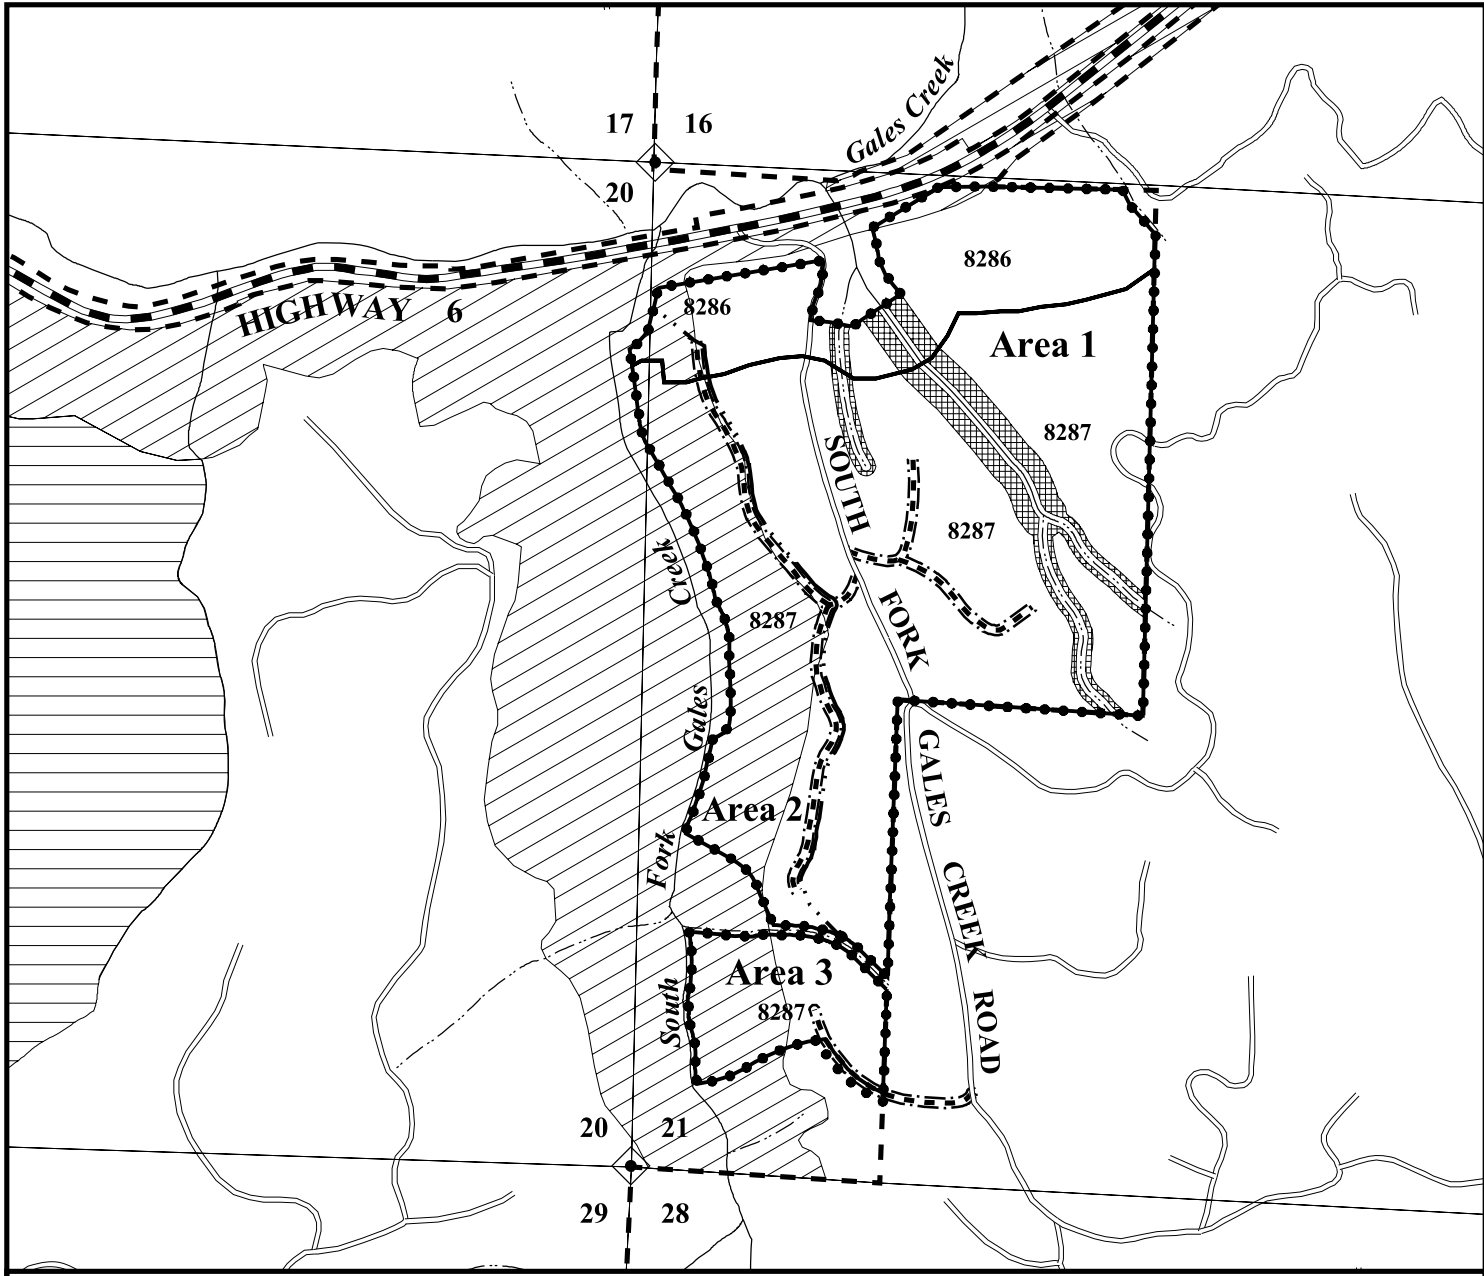 Gales Creek
17 16
20
HIGHWAY 6
8286
8286
Area 1
8287
SOUTH FORK GALES CREEK ROAD
8287
8287
Area 2
South Fork Gales Creek
Area 3
8287
20 21
29 28